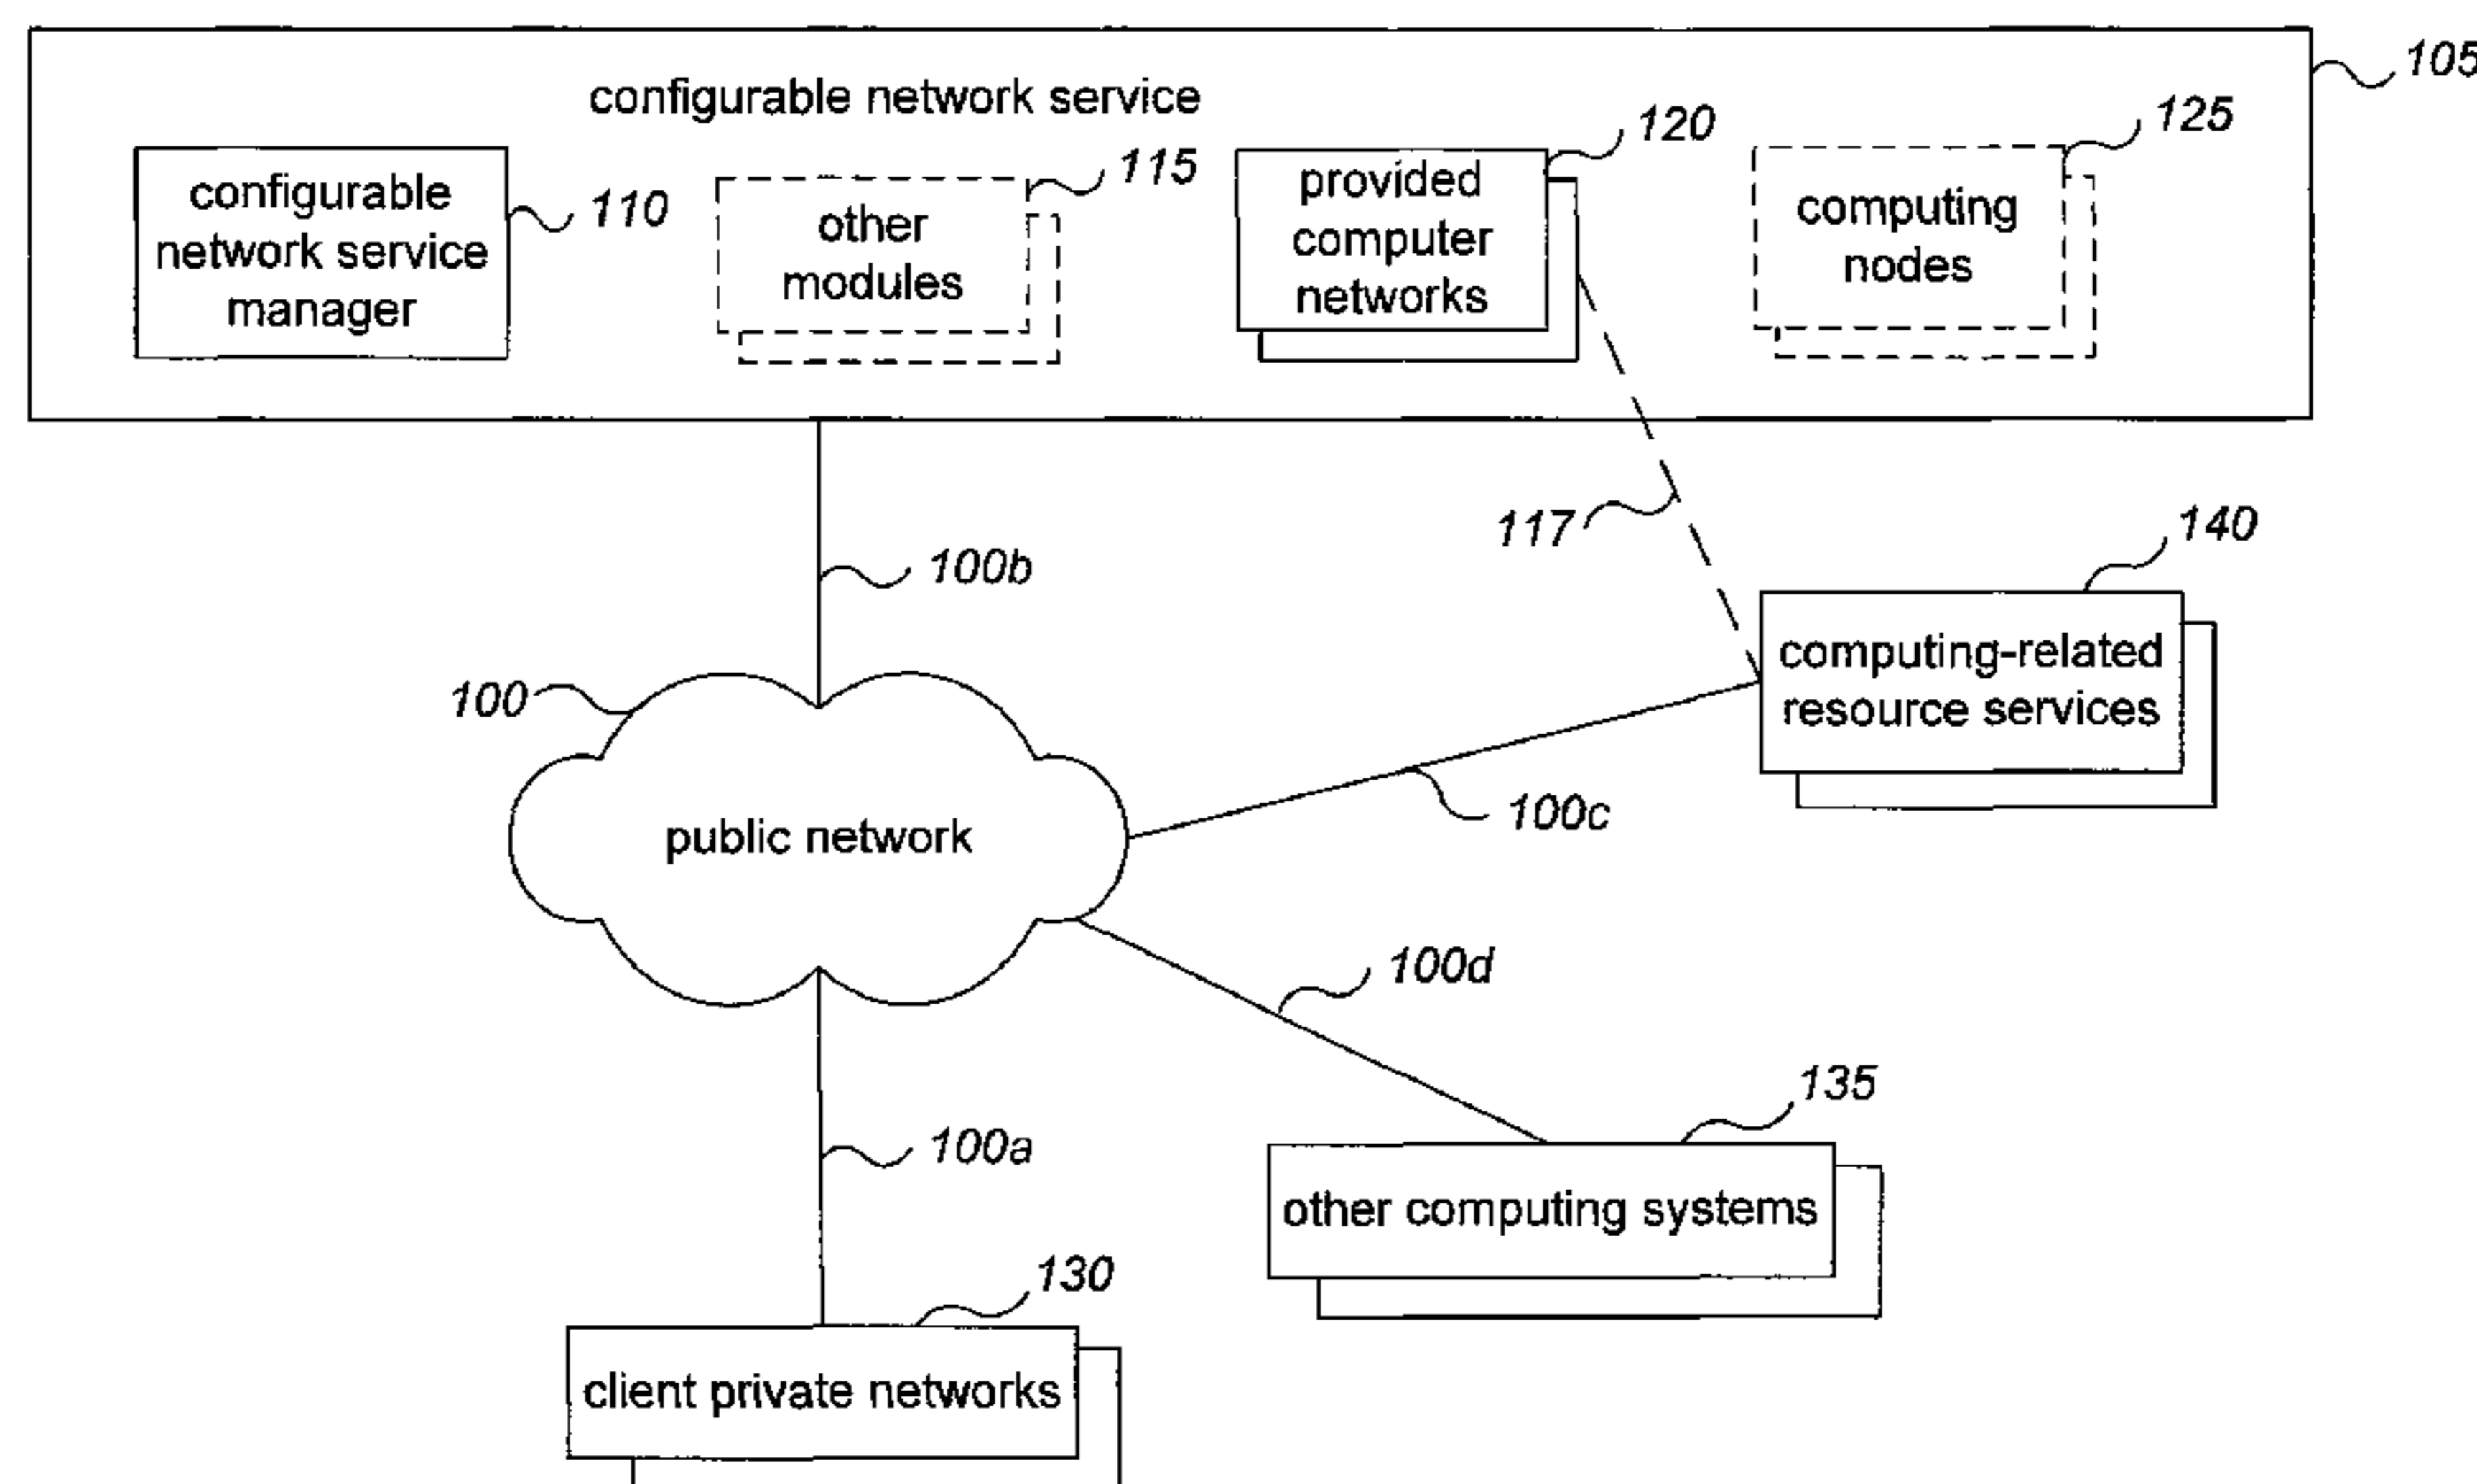 105
configurable network service
120
125
115
configurable
network service
manager
110
other
modules
provided
computer
networks
computing
nodes
117
140
100b
computing-related
resource services
100
100c
public network
100d
135
100a
other computing systems
130
client private networks